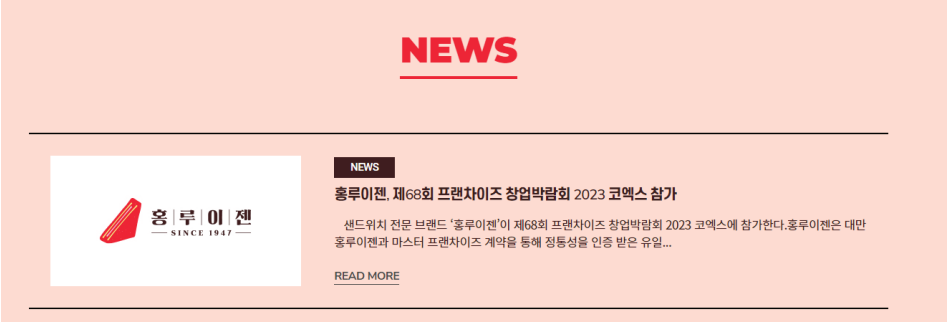 NEWS
홍루이젠
SINCE 1947
NEWS
홍루이젠, 제68회 프랜차이즈 창업박람회 2023 코엑스 참가
샌드위치 전문 브랜드 ‘홍루이젠’이 제68회 프랜차이즈 창업박람회 2023 코엑스에 참가한다.홍루이젠은 대만
홍루이젠과 마스터 프랜차이즈 계약을 통해 정통성을 인증 받은 유일...
READ MORE